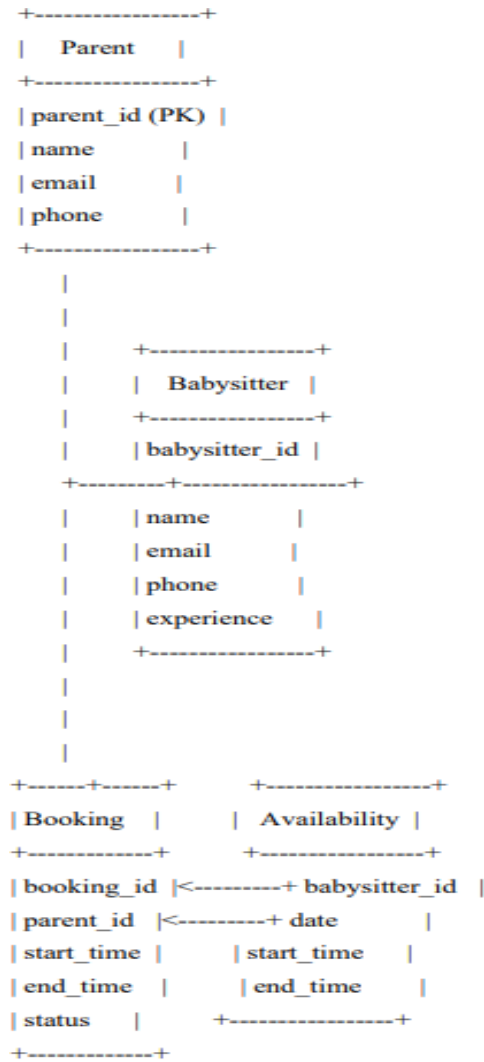 +-----------------+
|    Parent      |
+-----------------+
| parent_id (PK) |
| name           |
| email          |
| phone          |
+-----------------+
|
|
|       +-----------------+
|       |   Babysitter   |
|       +-----------------+
|       | babysitter_id  |
+---------+-----------------+
|       | name           |
|       | email          |
|       | phone          |
|       | experience     |
|       +-----------------+
|
|
|
+------+------+       +-----------------+
| Booking    |       |   Availability  |
+-------------+       +-----------------+
| booking_id |<---------+ babysitter_id  |
| parent_id  |<---------+ date           |
| start_time |       | start_time     |
| end_time   |       | end_time       |
| status     |     +-----------------+
+-------------+